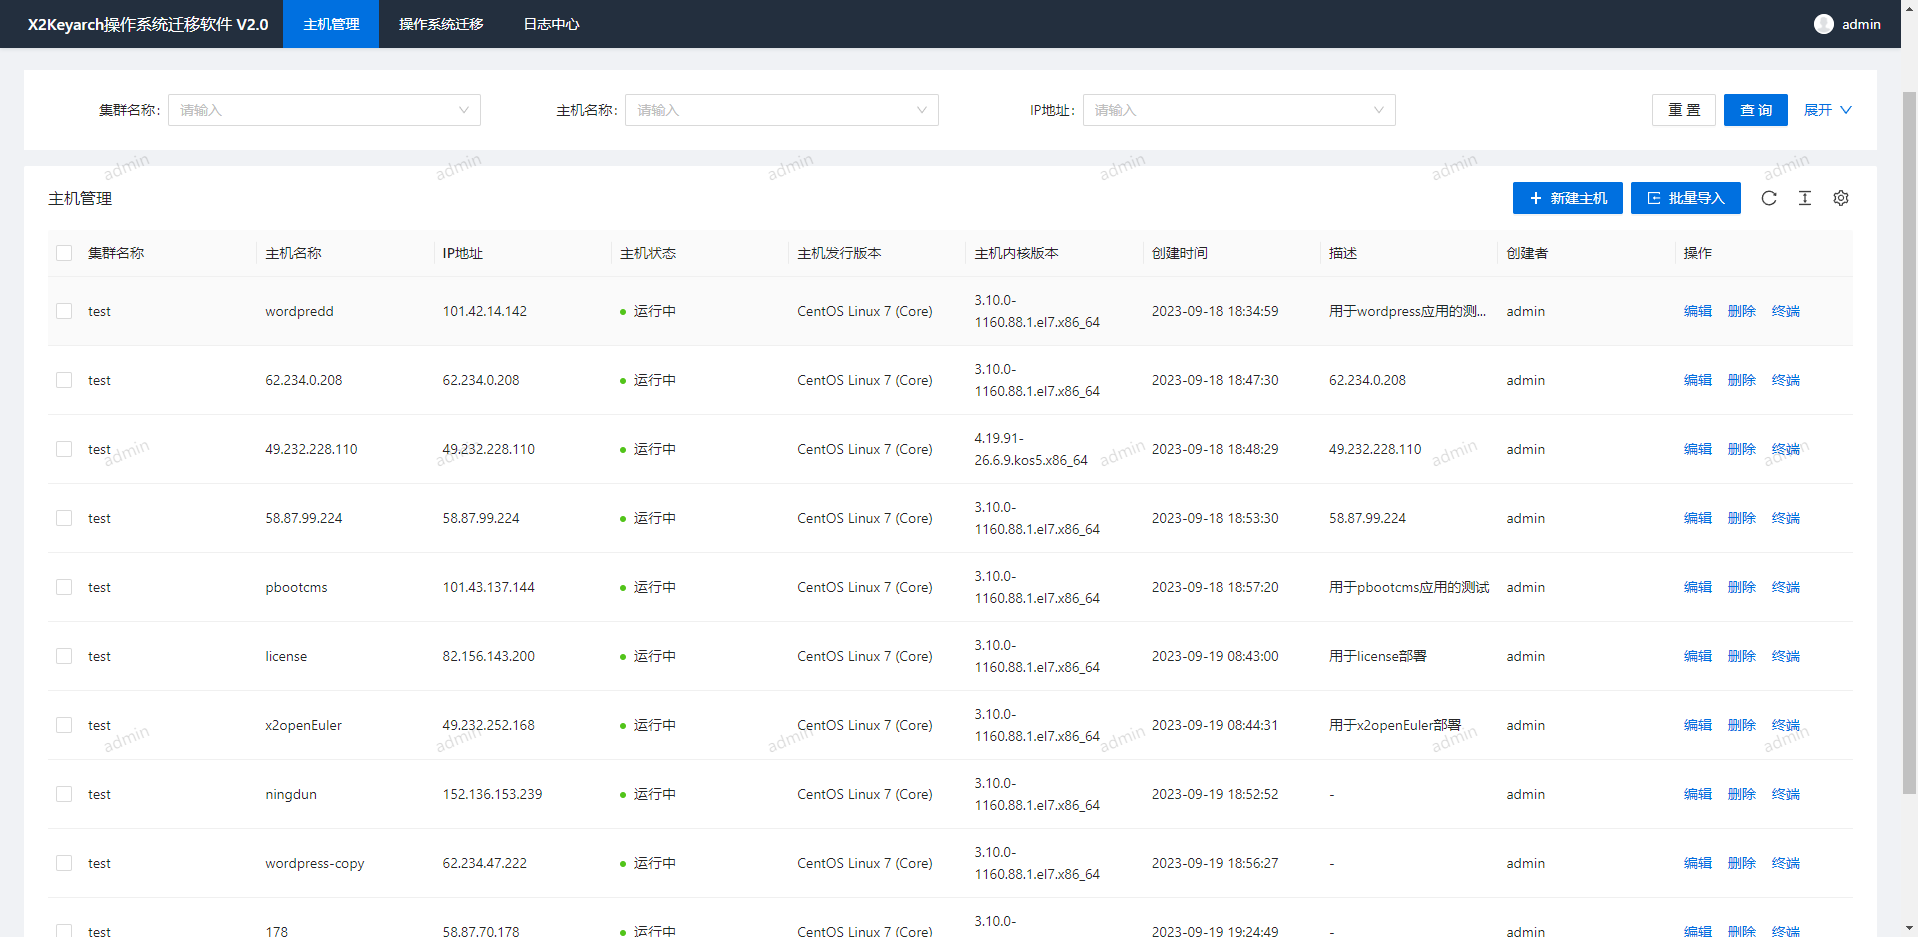 X2Keyarch操作系统迁移软件 V2.0 主机管理 操作系统迁移 日志中心 admin
集群名称: 请输入 主机名称: 请输入 IP地址: 请输入 重 置 查 询 展开
admin admin admin admin admin admin
主机管理 新建主机 批量导入
集群名称 主机名称 IP地址 主机状态 主机发行版本 主机内核版本 创建时间 描述 创建者 操作
test wordpredd 101.42.14.142 运行中 CentOS Linux 7 (Core) 3.10.0- 2023-09-18 18:34:59 用于wordpress应用的测... admin 编辑 删除 终端
1160.88.1.el7.x86_64
test 62.234.0.208 62.234.0.208 运行中 CentOS Linux 7 (Core) 3.10.0- 2023-09-18 18:47:30 62.234.0.208 admin 编辑 删除 终端
1160.88.1.el7.x86_64
test 49.232.228.110 49.232.228.110 运行中 CentOS Linux 7 (Core) 4.19.91- 2023-09-18 18:48:29 49.232.228.110 admin 编辑 删除 终端
26.6.9.kos5.x86_64
admin admin admin admin admin
test 58.87.99.224 58.87.99.224 运行中 CentOS Linux 7 (Core) 3.10.0- 2023-09-18 18:53:30 58.87.99.224 admin 编辑 删除 终端
1160.88.1.el7.x86_64
test pbootcms 101.43.137.144 运行中 CentOS Linux 7 (Core) 3.10.0- 2023-09-18 18:57:20 用于pbootcms应用的测试 admin 编辑 删除 终端
1160.88.1.el7.x86_64
test license 82.156.143.200 运行中 CentOS Linux 7 (Core) 3.10.0- 2023-09-19 08:43:00 用于license部署 admin 编辑 删除 终端
1160.88.1.el7.x86_64
test x2openEuler 49.232.252.168 运行中 CentOS Linux 7 (Core) 3.10.0- 2023-09-19 08:44:31 用于x2openEuler部署 admin 编辑 删除 终端
1160.88.1.el7.x86_64
admin admin admin admin admin admin
test ningdun 152.136.153.239 运行中 CentOS Linux 7 (Core) 3.10.0- 2023-09-19 18:52:52 - admin 编辑 删除 终端
1160.88.1.el7.x86_64
test wordpress-copy 62.234.47.222 运行中 CentOS Linux 7 (Core) 3.10.0- 2023-09-19 18:56:27 - admin 编辑 删除 终端
1160.88.1.el7.x86_64
test 178 58.87.70.178 运行中 CentOS Linux 7 (Core) 3.10.0- 2023-09-19 19:24:49 - admin 编辑 删除 终端